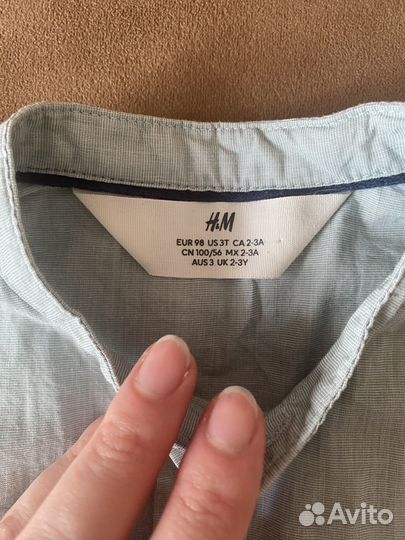 H&M
EUR 98 US 3T CA 2-3A
CN 100/56 MX 2-3A
AUS 3 UK 2-3Y
Avito